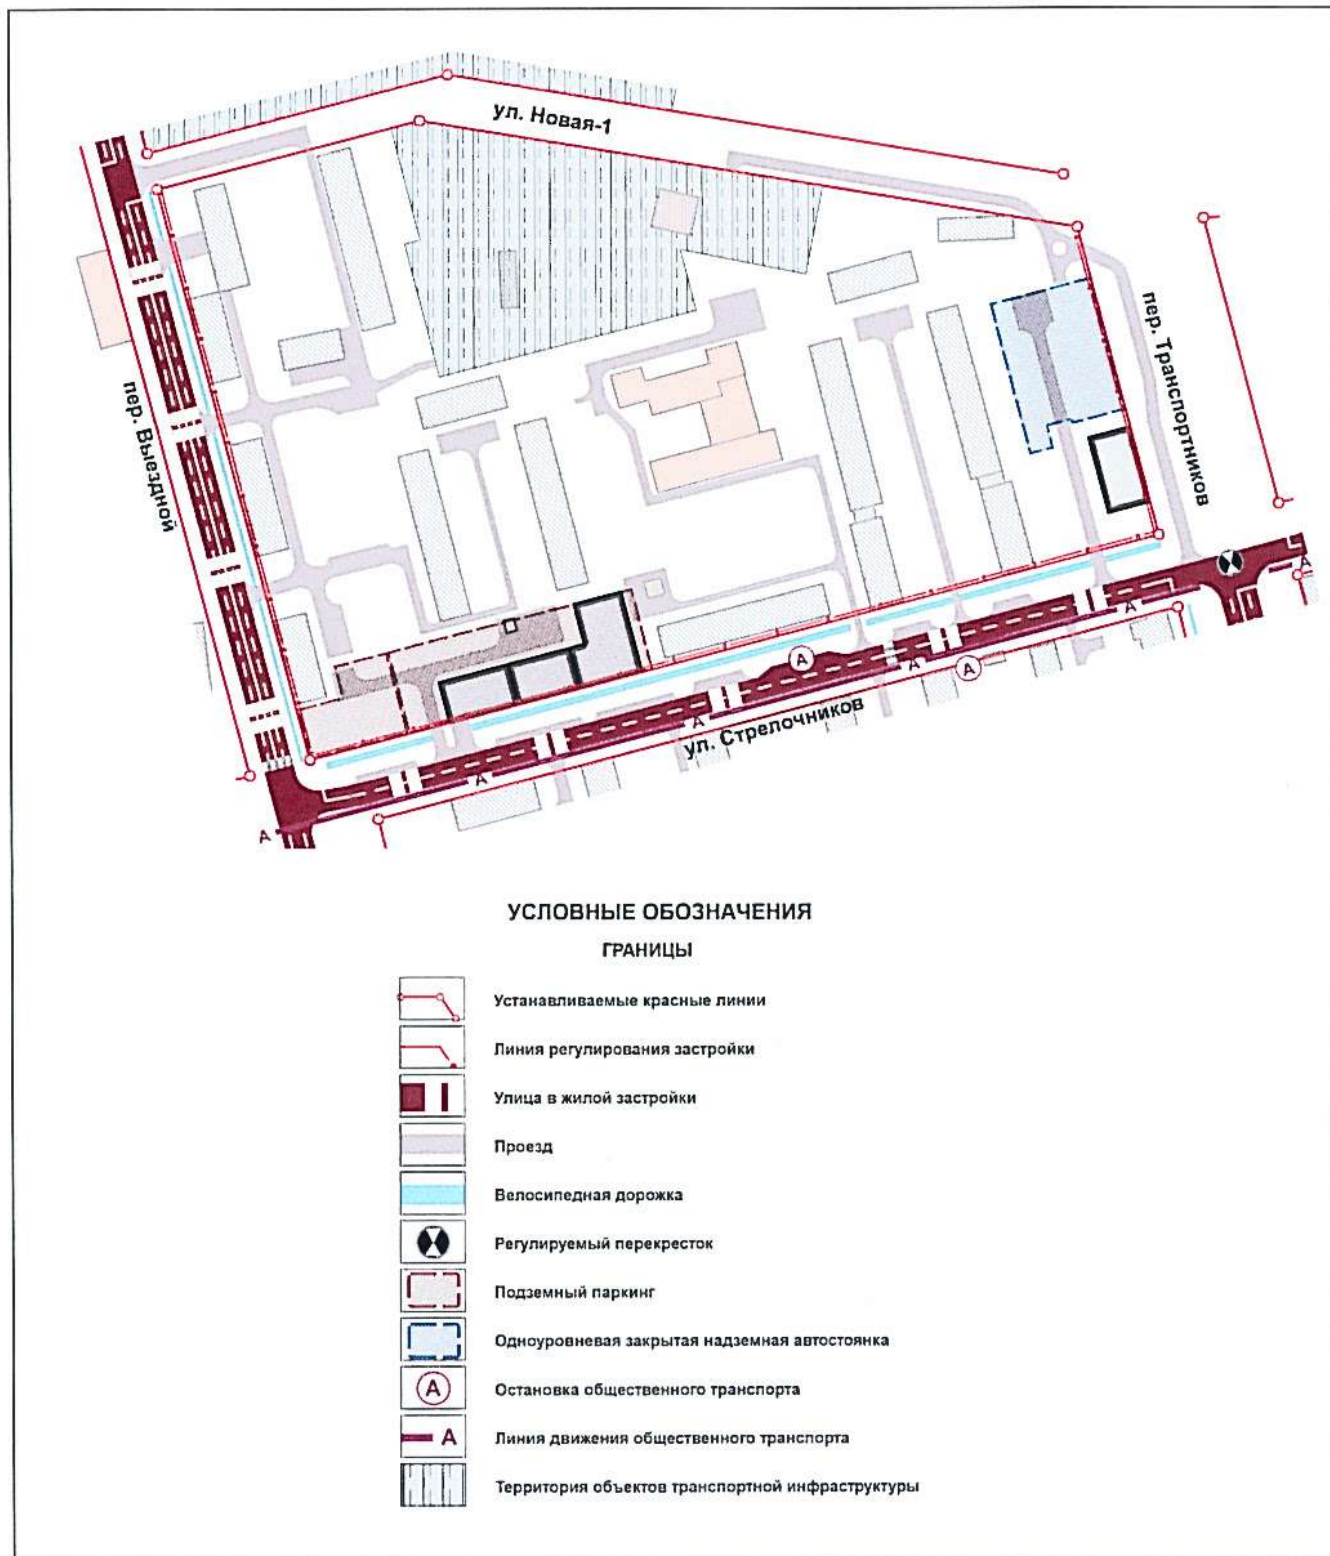 ул. Новая-1
пер. Транспортников
пер. Выездной
А
А
А
А
А
А
А
А
А
ул. Стрелочников
УСЛОВНЫЕ ОБОЗНАЧЕНИЯ
ГРАНИЦЫ
Устанавливаемые красные линии
Линия регулирования застройки
Улица в жилой застройки
Проезд
Велосипедная дорожка
Регулируемый перекресток
Подземный паркинг
Одноуровневая закрытая надземная автостоянка
А Остановка общественного транспорта
А Линия движения общественного транспорта
Территория объектов транспортной инфраструктуры